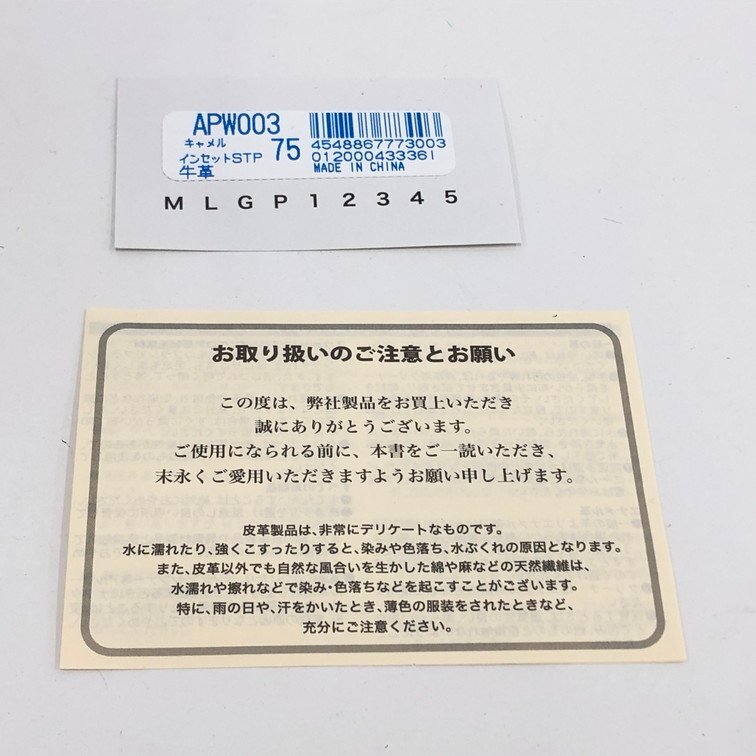 APW003
キャメル
インセットSTP 75
牛革
4548867773003
012000433361
MADE IN CHINA
M L G P 1 2 3 4 5
お取り扱いのご注意とお願い
この度は、弊社製品をお買上いただき
誠にありがとうございます。
ご使用になられる前に、本書をご一読いただき、
末永くご愛用いただきますようお願い申し上げます。
皮革製品は、非常にデリケートなものです。
水に濡れたり、強くこすったりすると、染みや色落ち、水ぶくれの原因となります。
また、皮革以外でも自然な風合いを生かした綿や麻などの天然繊維は、
水濡れや擦れなどで染み・色落ちなどを起こすことがございます。
特に、雨の日や、汗をかいたとき、薄色の服装をされたときなど、
充分にご注意ください。